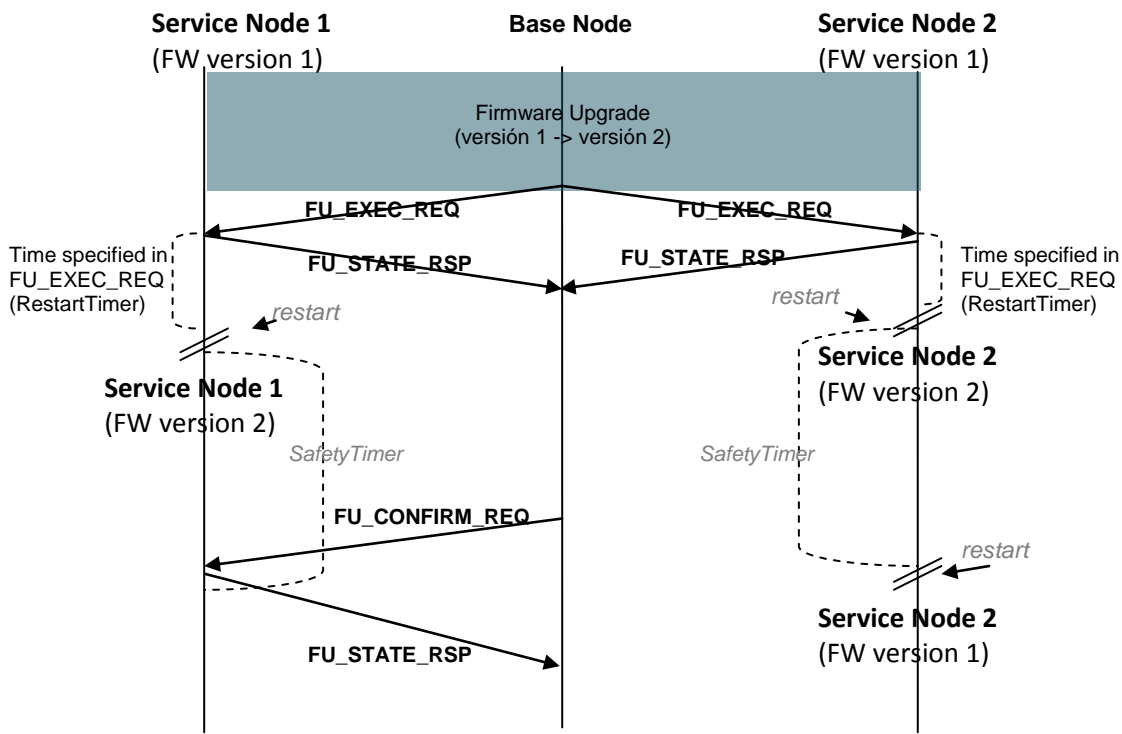 Service Node 1
(FW version 1)
Base Node
Service Node 2
(FW version 1)
Firmware Upgrade
(versión 1 -> versión 2)
FU_EXEC_REQ
FU_EXEC_REQ
Time specified in
FU_EXEC_REQ
(RestartTimer)
FU_STATE_RSP
FU_STATE_RSP
Time specified in
FU_EXEC_REQ
(RestartTimer)
restart
restart
Service Node 1
(FW version 2)
Service Node 2
(FW version 2)
SafetyTimer
SafetyTimer
FU_CONFIRM_REQ
restart
Service Node 2
(FW version 1)
FU_STATE_RSP